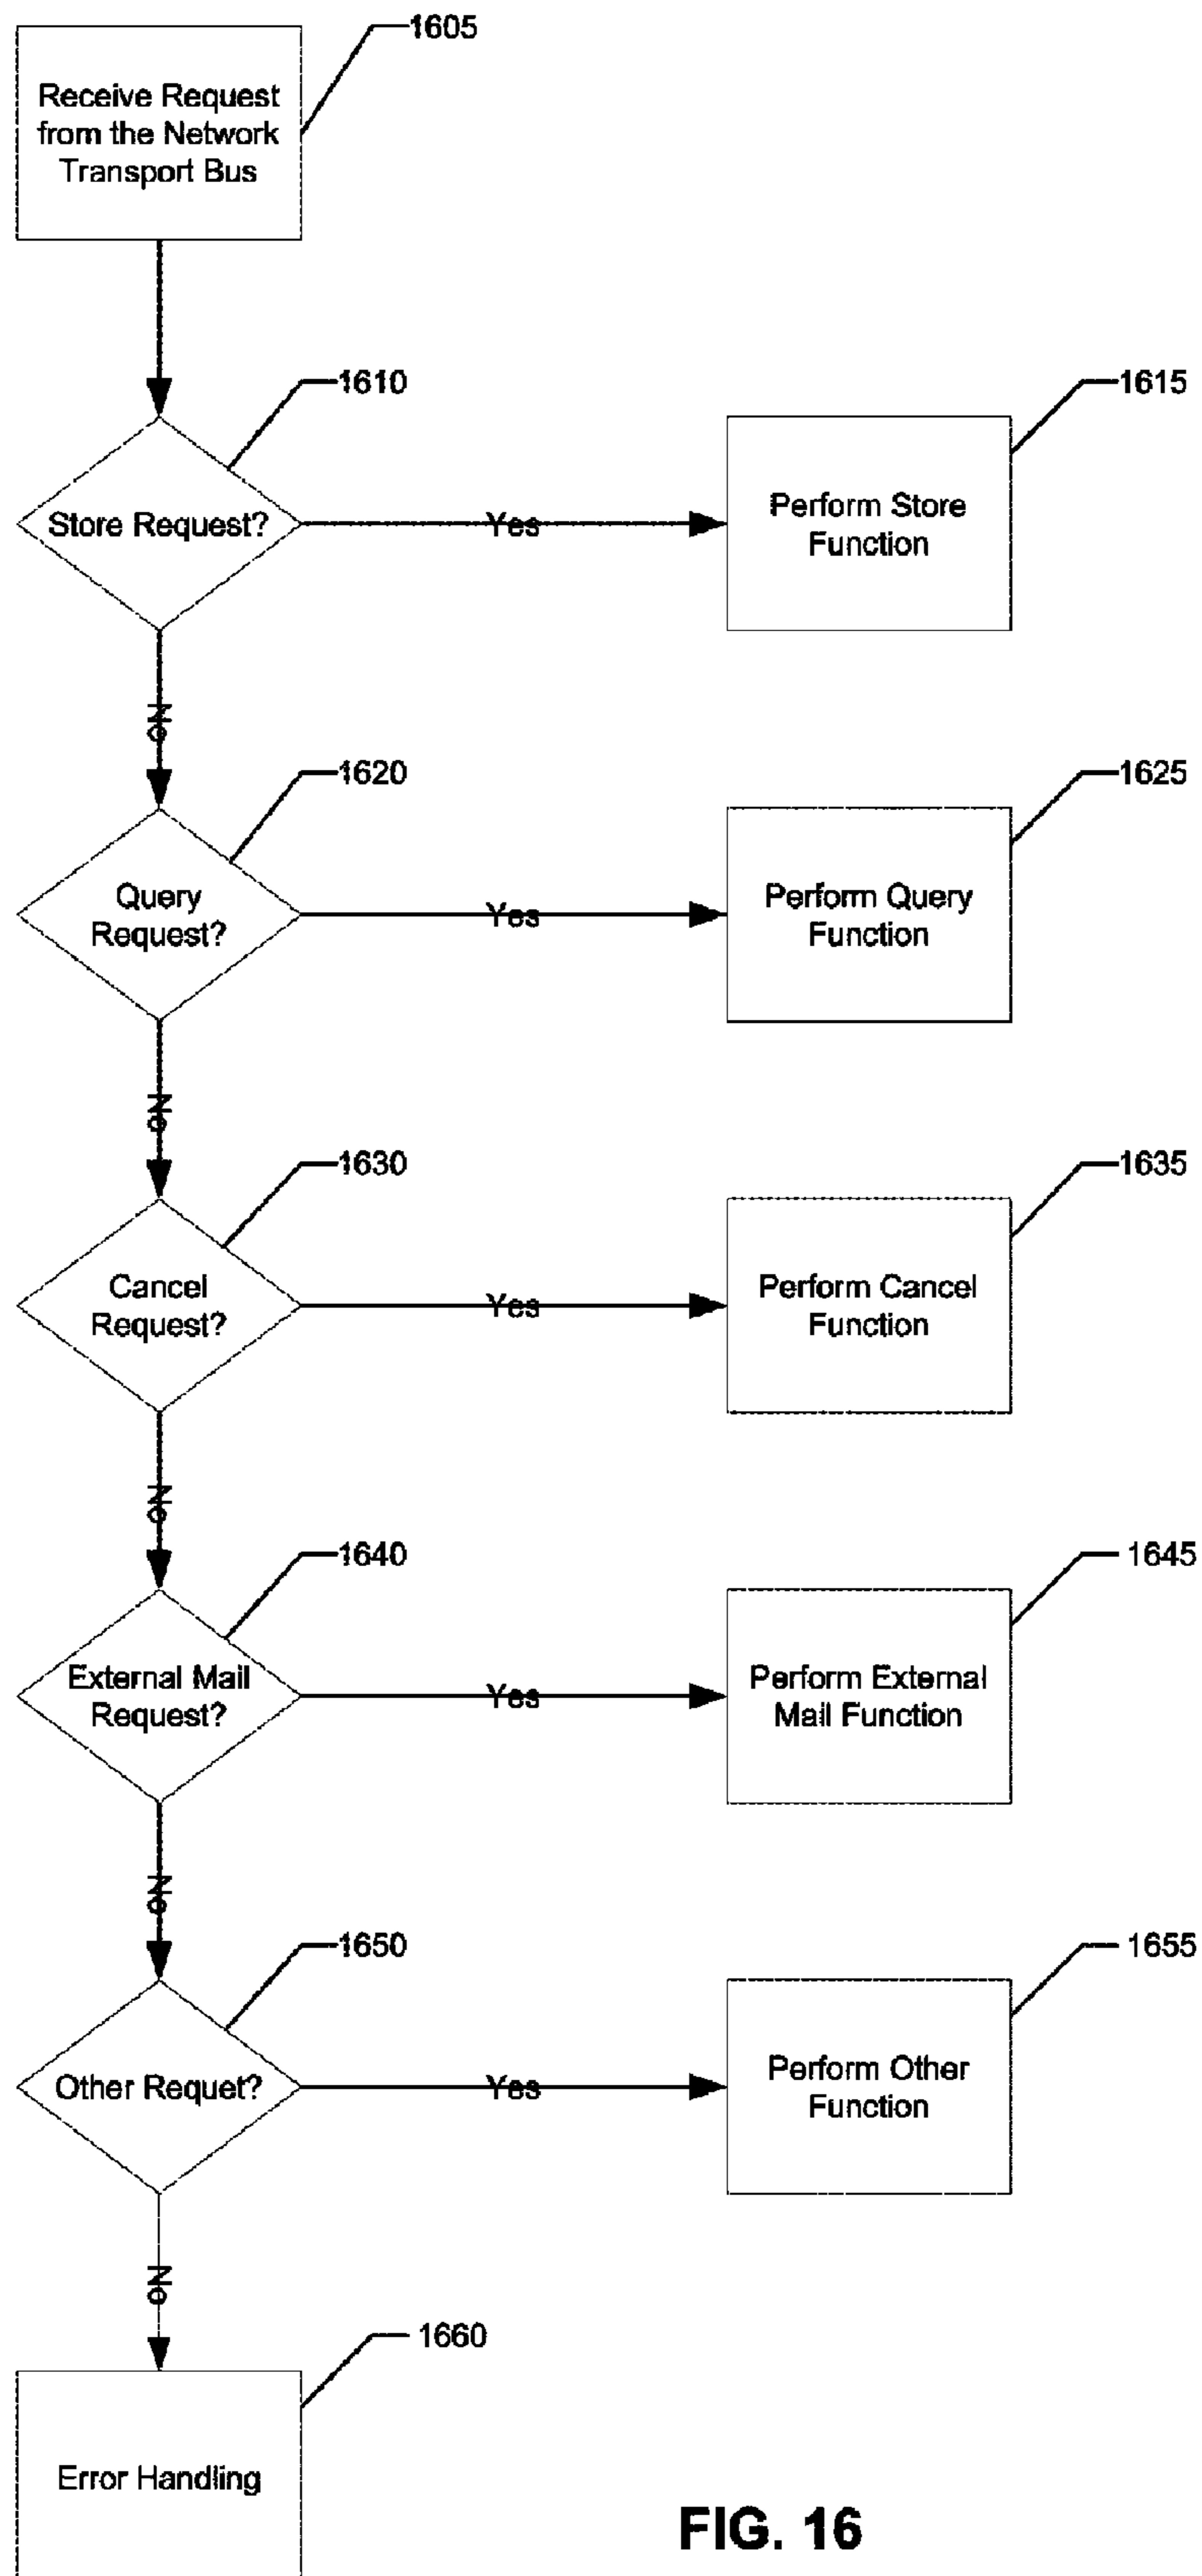 1605
Receive Request
from the Network
Transport Bus
1610
1615
Store Request?
Yes
Perform Store
Function
No
1620
1625
Query
Request?
Yes
Perform Query
Function
No
1630
1635
Cancel
Request?
Yes
Perform Cancel
Function
No
1640
1645
External Mail
Request?
Yes
Perform External
Mail Function
No
1650
1655
Other Requet?
Yes
Perform Other
Function
No
1660
Error Handling
FIG. 16